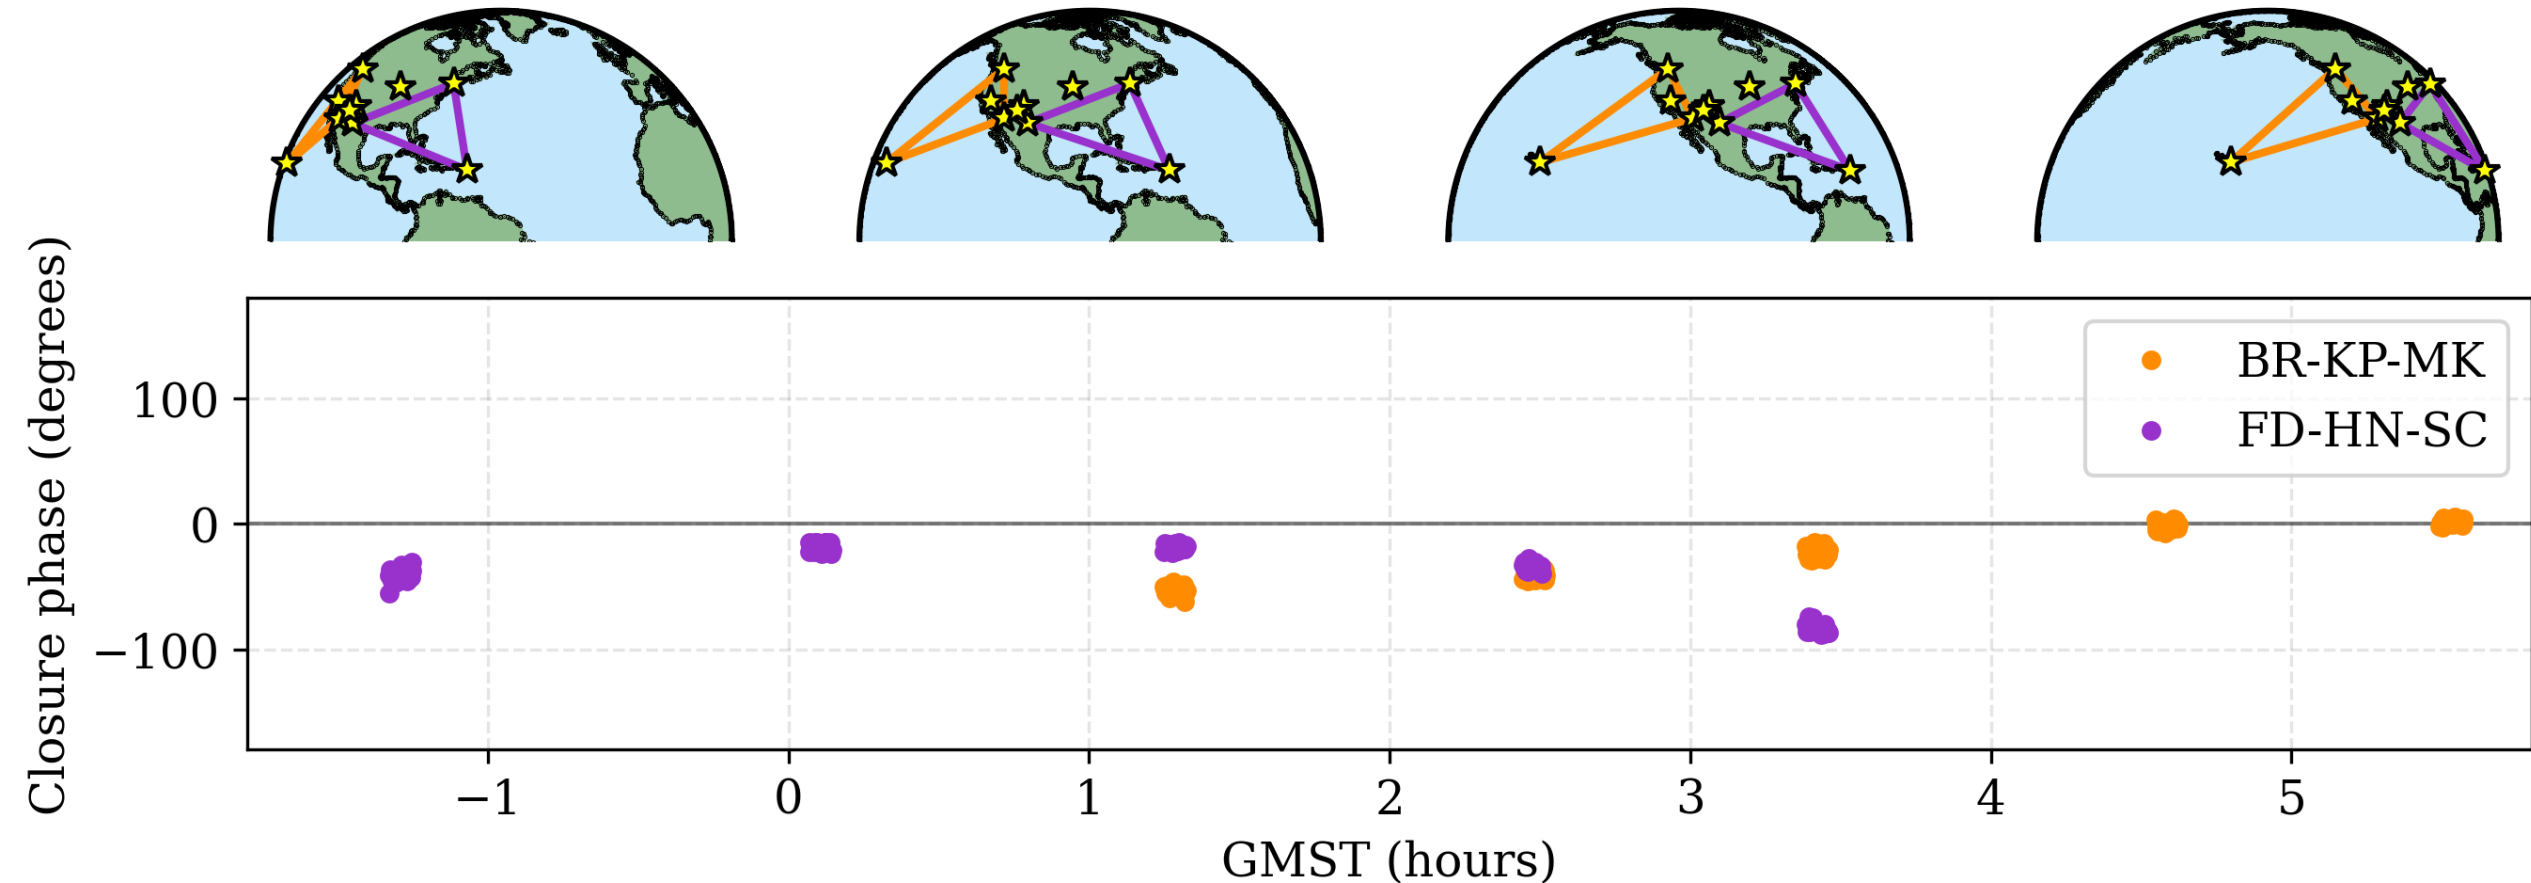 Closure phase (degrees)
100
0
−100
BR-KP-MK
FD-HN-SC
−1
0
1
2
3
4
5
GMST (hours)